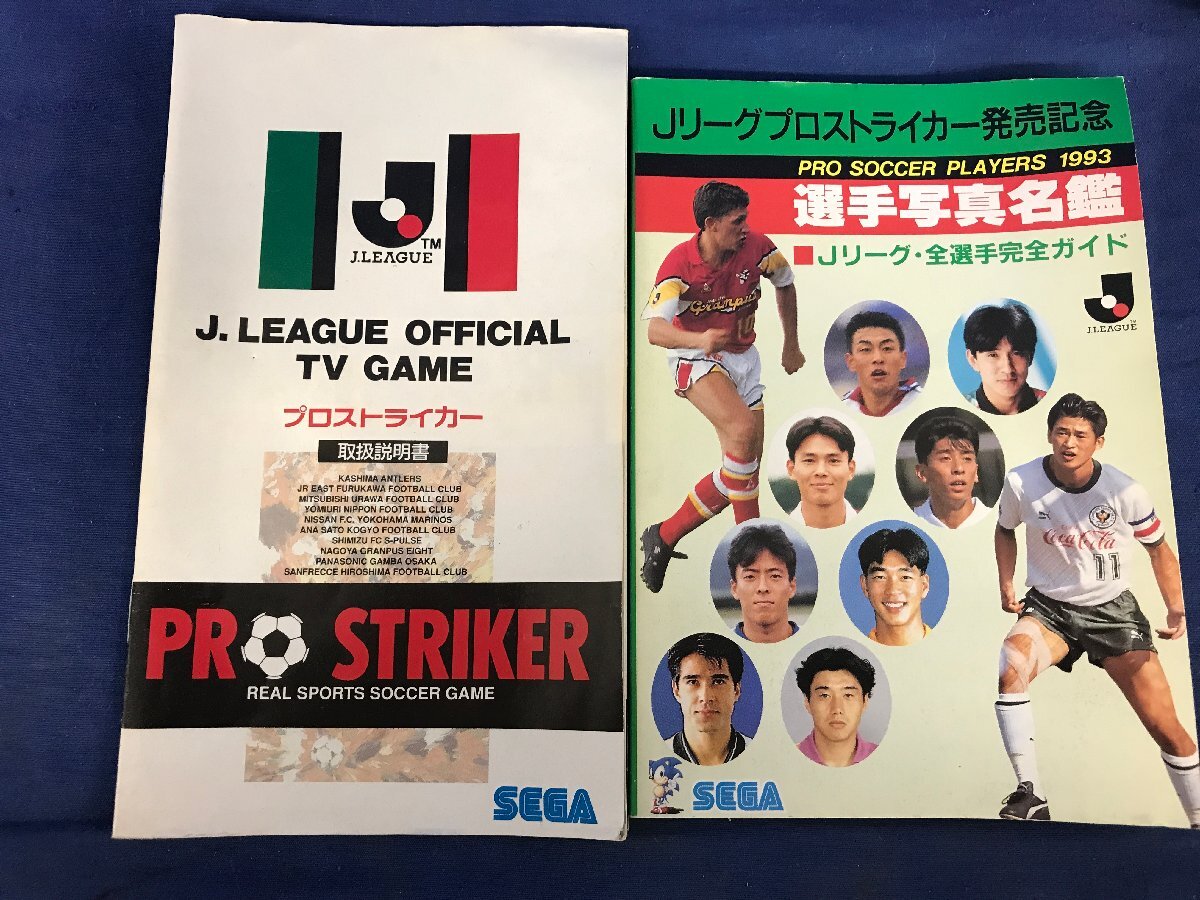 J.LEAGUE
TM
J. LEAGUE OFFICIAL
TV GAME
プロストライカー
取扱説明書
KASHIMA ANTLERS
JR EAST FURUKAWA FOOTBALL CLUB
MITSUBISHI URAWA FOOTBALL CLUB
YOMIURI NIPPON FOOTBALL CLUB
NISSAN F.C. YOKOHAMA MARINOS
ANA SATO KOGYO FOOTBALL CLUB
SHIMIZU FC S-PULSE
NAGOYA GRANPUS EIGHT
PANASONIC GAMBA OSAKA
SANFRECCE HIROSHIMA FOOTBALL CLUB
PRO STRIKER
REAL SPORTS SOCCER GAME
SEGA
Jリーグプロストライカー発売記念
PRO SOCCER PLAYERS 1993
選手写真名鑑
■Jリーグ・全選手完全ガイド
J.LEAGUE
TM
Grampus
10
Coca-Cola
11
SEGA